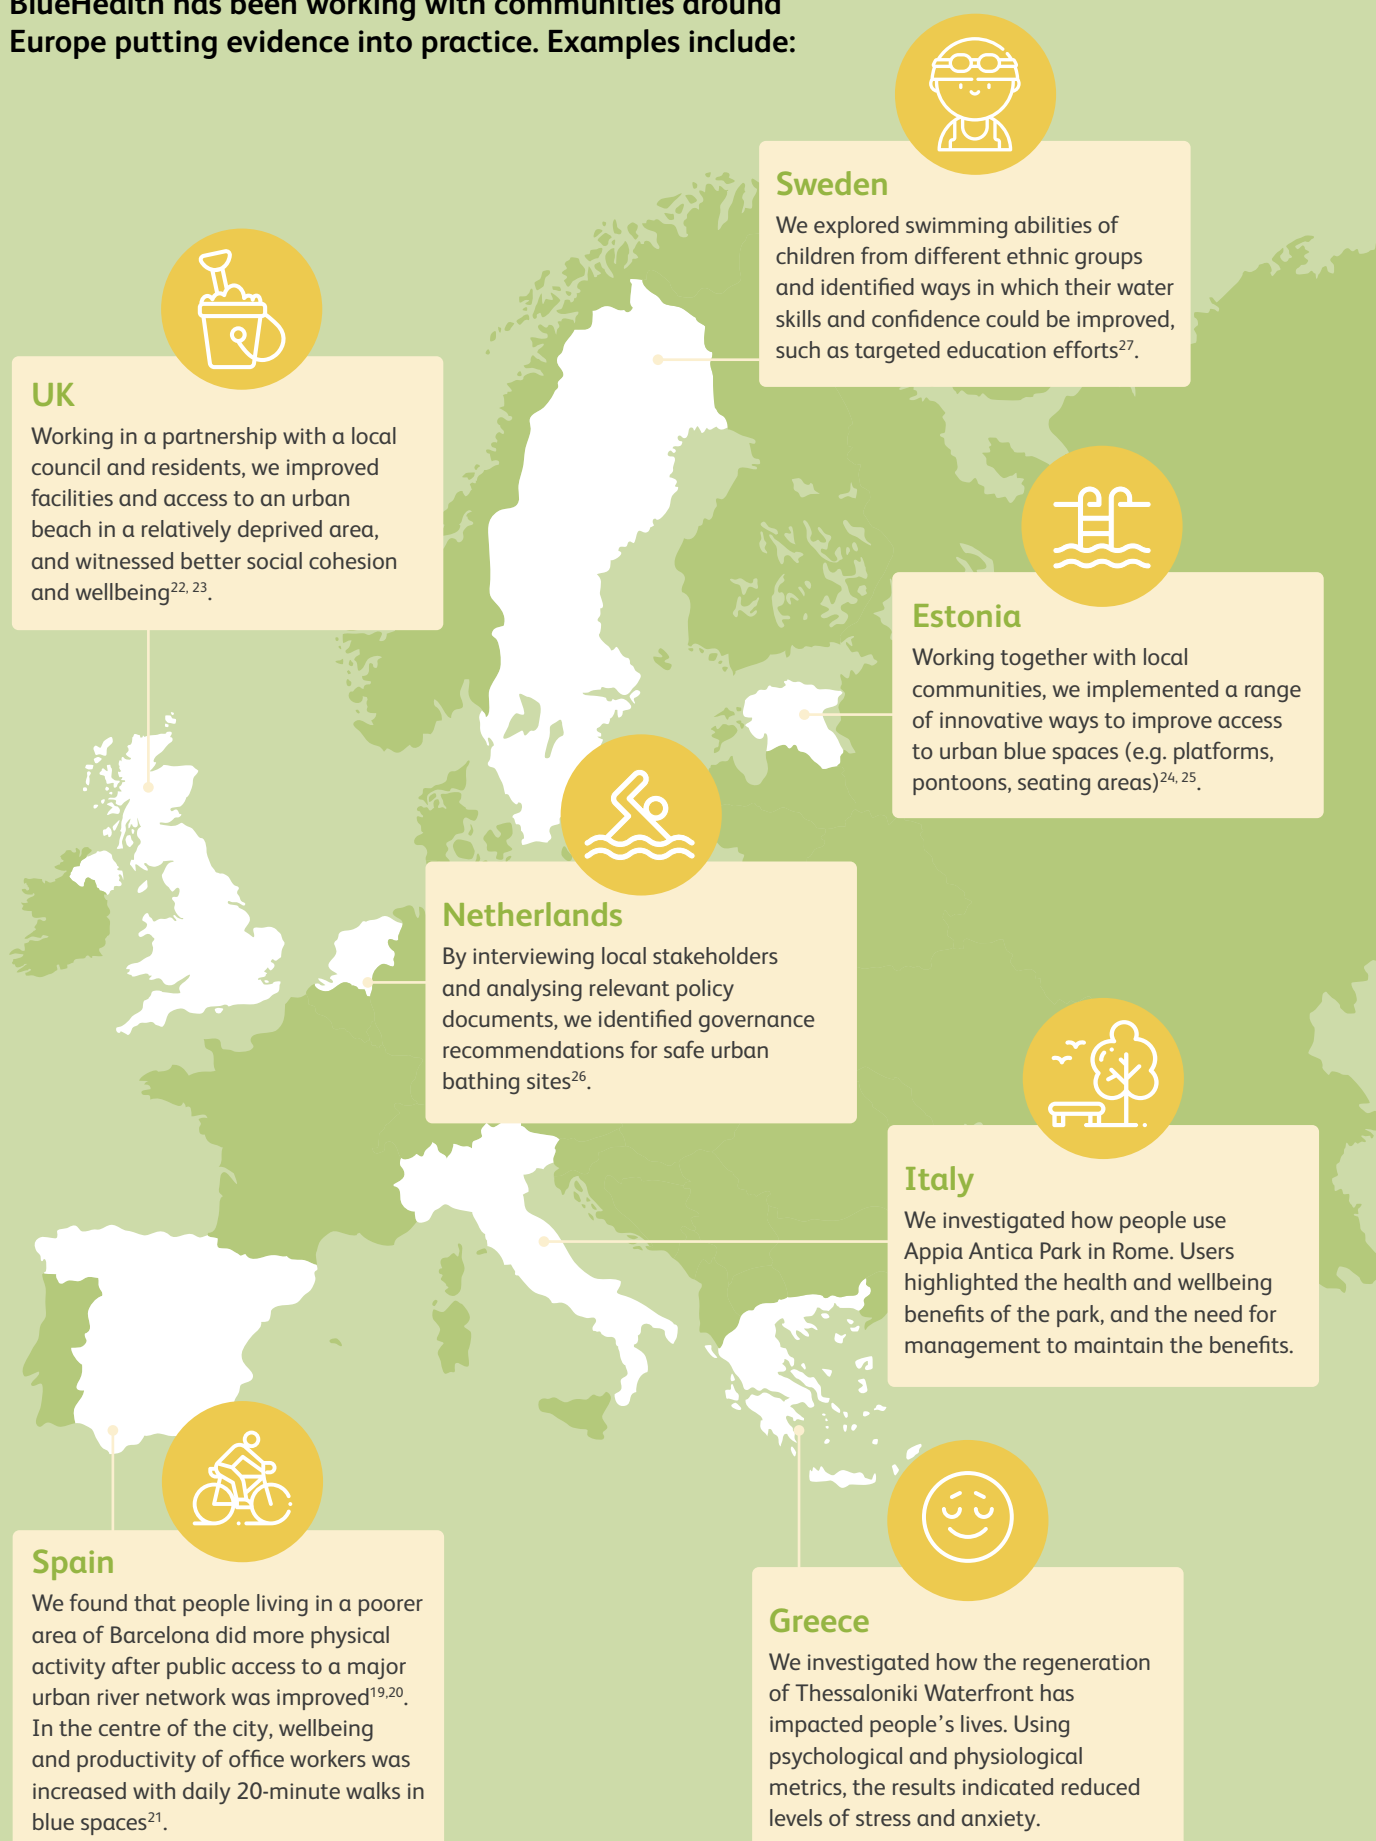 BlueHealth has been working with communities around
Europe putting evidence into practice. Examples include:
Sweden
We explored swimming abilities of
children from different ethnic groups
and identified ways in which their water
skills and confidence could be improved,
such as targeted education efforts27.
UK
Working in a partnership with a local
council and residents, we improved
facilities and access to an urban
beach in a relatively deprived area,
and witnessed better social cohesion
and wellbeing22, 23.
Estonia
Working together with local
communities, we implemented a range
of innovative ways to improve access
to urban blue spaces (e.g. platforms,
pontoons, seating areas)24, 25.
Netherlands
By interviewing local stakeholders
and analysing relevant policy
documents, we identified governance
recommendations for safe urban
bathing sites26.
Italy
We investigated how people use
Appia Antica Park in Rome. Users
highlighted the health and wellbeing
benefits of the park, and the need for
management to maintain the benefits.
Spain
We found that people living in a poorer
area of Barcelona did more physical
activity after public access to a major
urban river network was improved19,20.
In the centre of the city, wellbeing
and productivity of office workers was
increased with daily 20-minute walks in
blue spaces21.
Greece
We investigated how the regeneration
of Thessaloniki Waterfront has
impacted people's lives. Using
psychological and physiological
metrics, the results indicated reduced
levels of stress and anxiety.